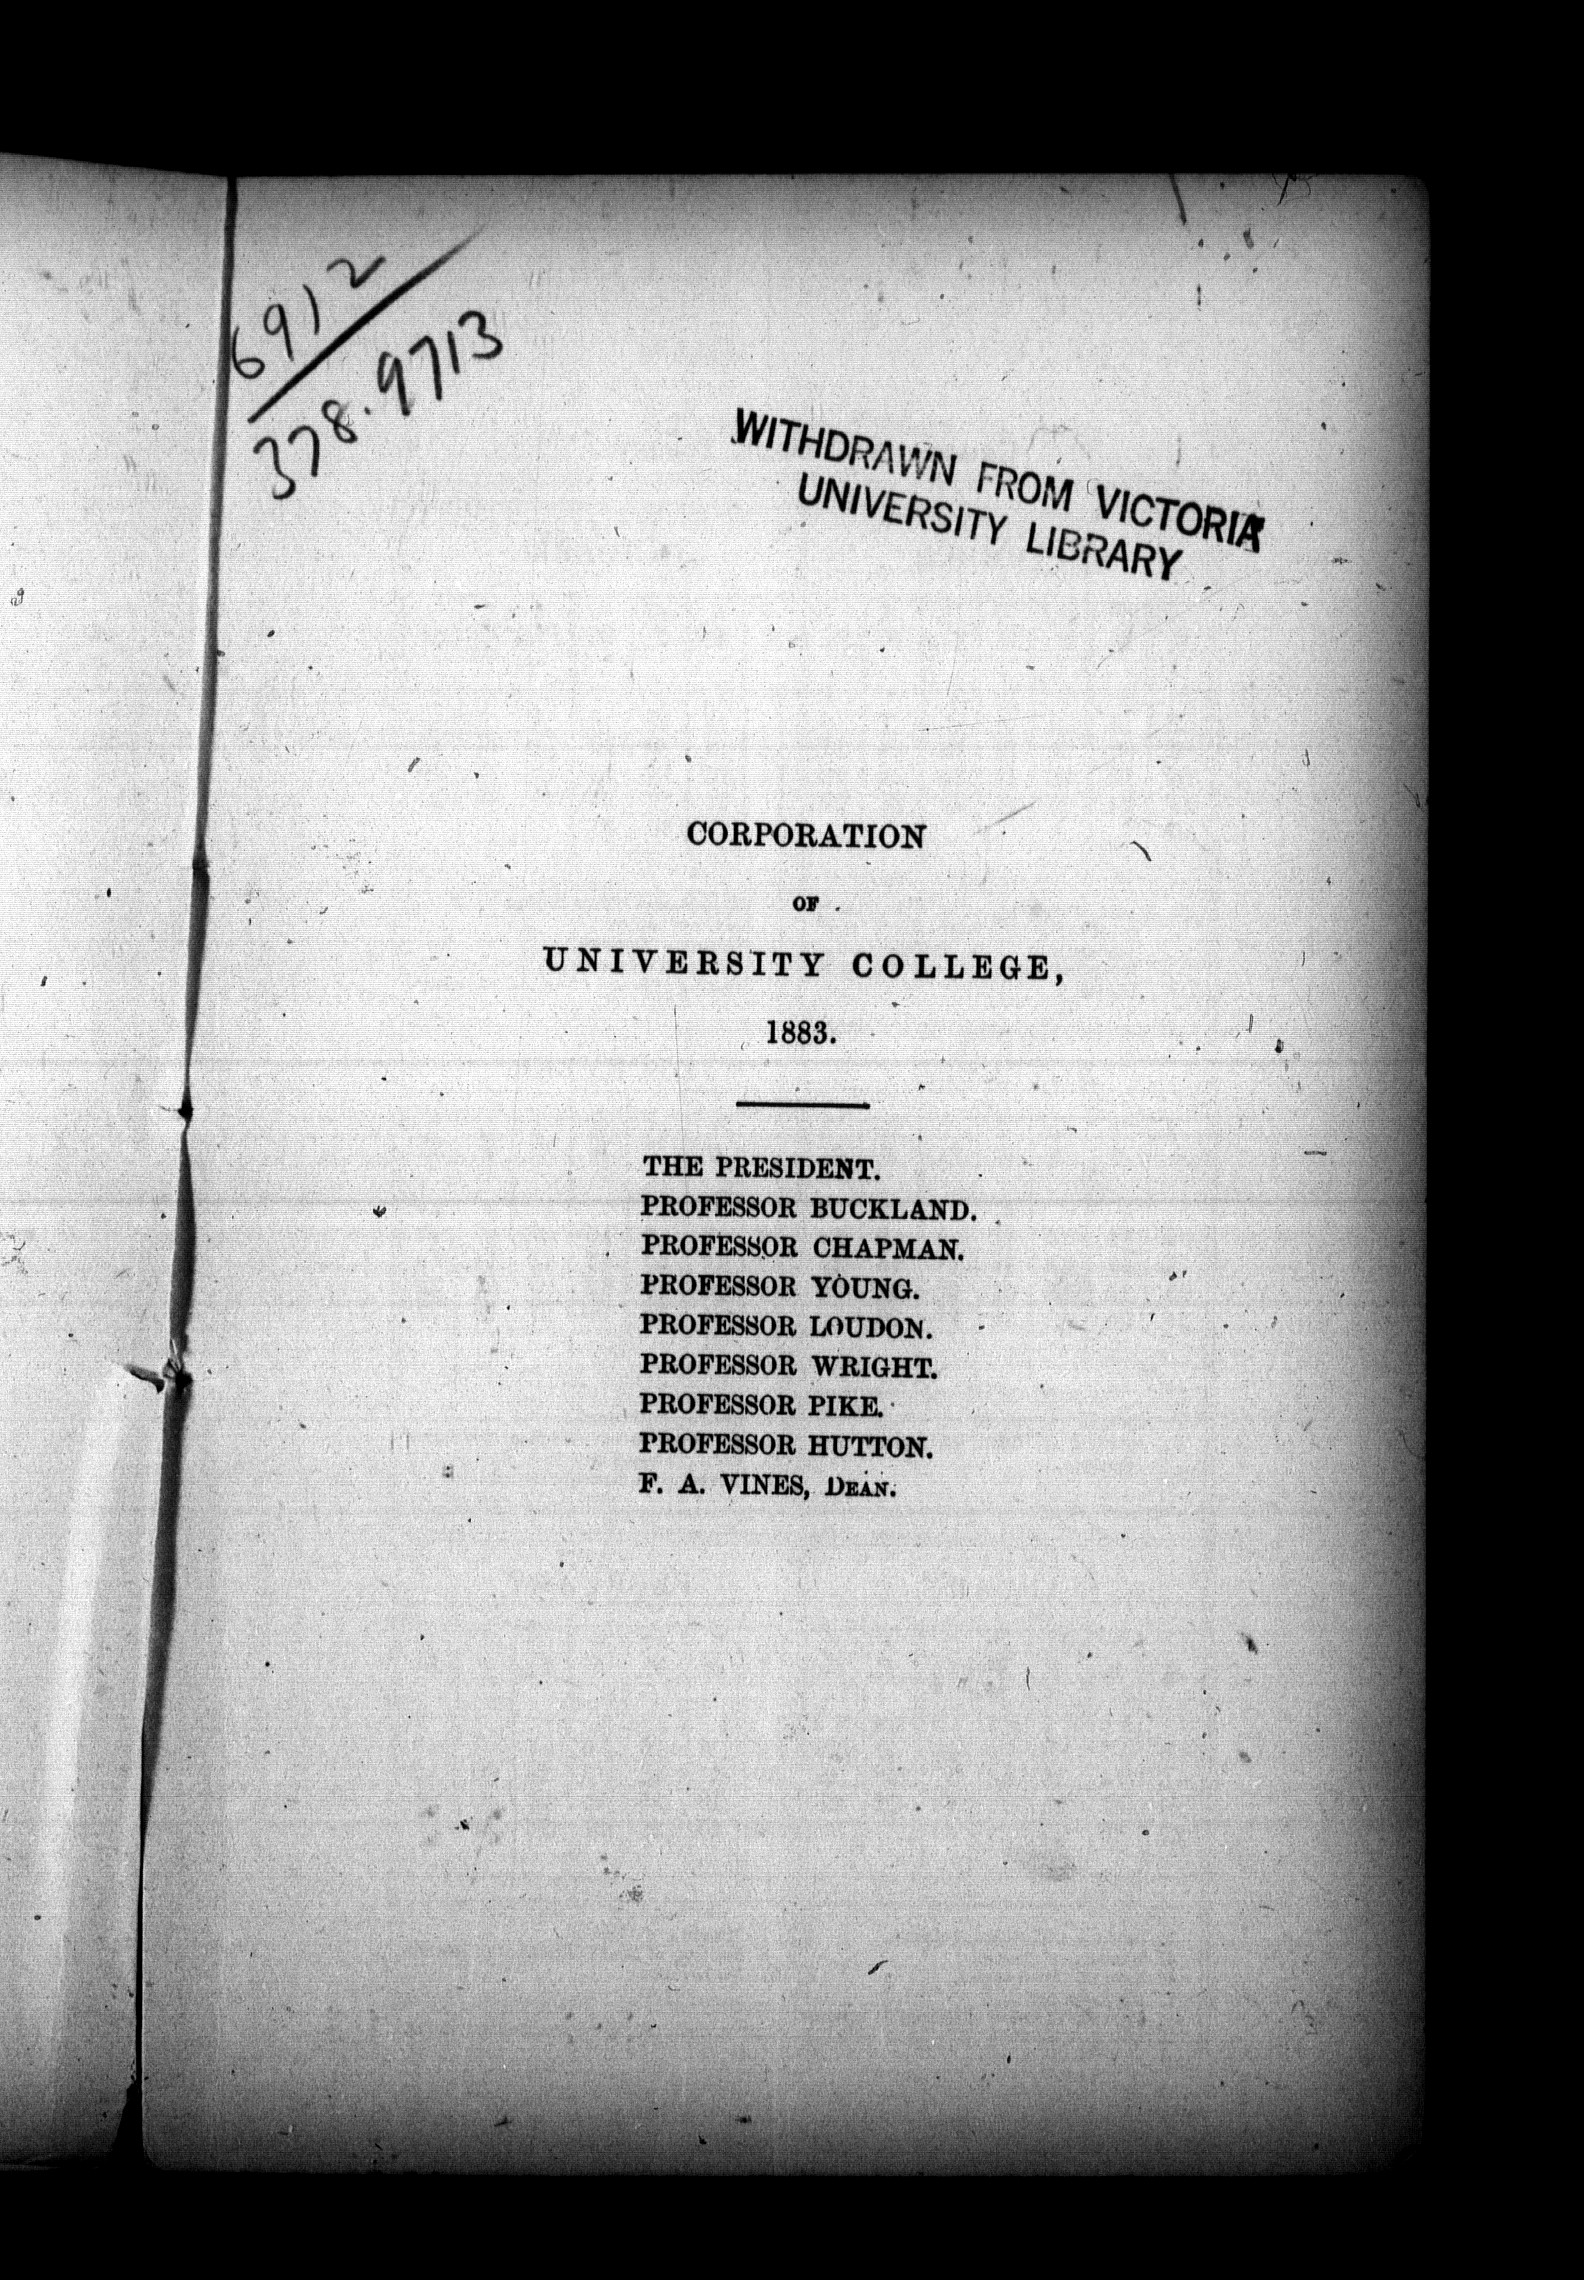 6912
378.9713
WITHDRAWN FROM VICTORIA
UNIVERSITY LIBRARY
CORPORATION
OF
UNIVERSITY COLLEGE,
1883.
THE PRESIDENT.
PROFESSOR BUCKLAND.
PROFESSOR CHAPMAN.
PROFESSOR YOUNG.
PROFESSOR LOUDON.
PROFESSOR WRIGHT.
PROFESSOR PIKE.
PROFESSOR HUTTON.
F. A. VINES, DEAN.